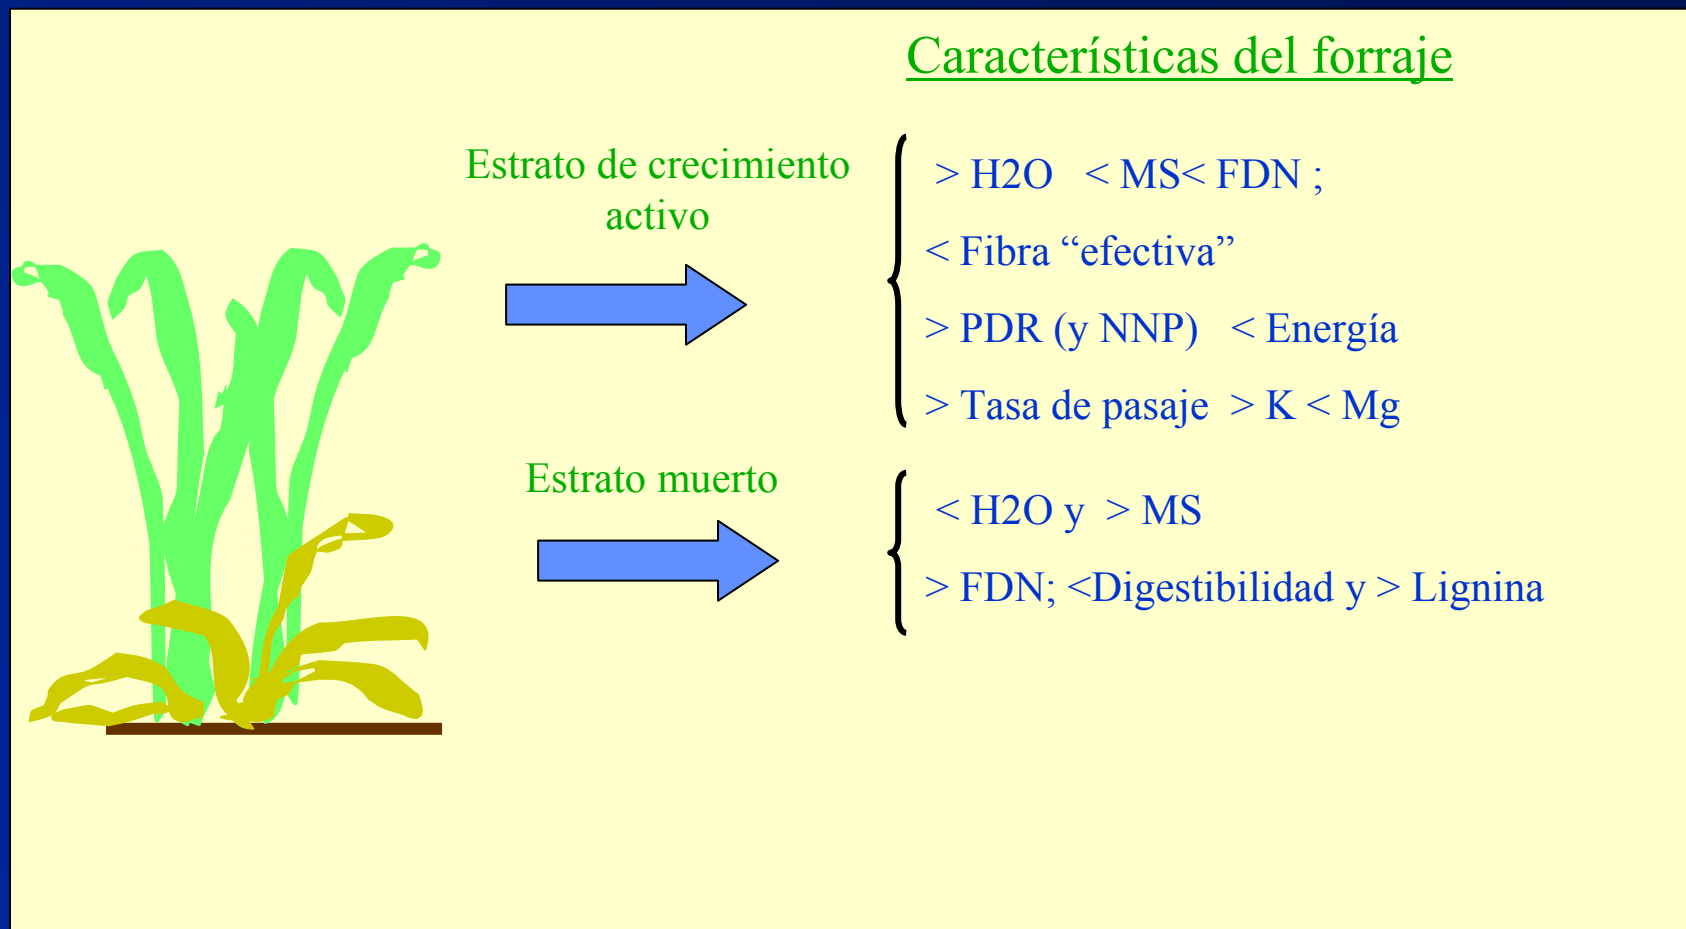 Características del forraje
Estrato de crecimiento
activo
> H2O < MS< FDN ;
< Fibra “efectiva”
> PDR (y NNP) < Energía
> Tasa de pasaje > K < Mg
Estrato muerto
< H2O y > MS
> FDN; <Digestibilidad y > Lignina